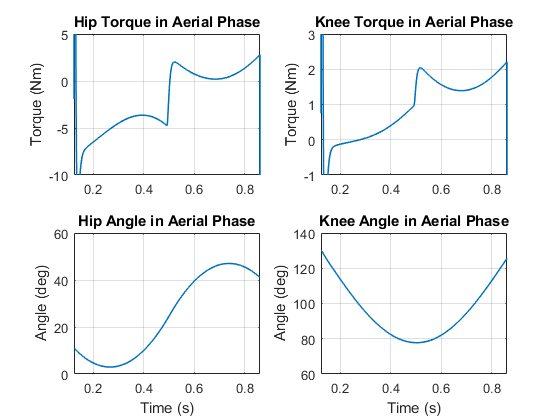 Hip Torque in Aerial Phase
Torque (Nm)
5
0
-5
-10
0.2 0.4 0.6 0.8
Knee Torque in Aerial Phase
Torque (Nm)
3
2
1
0
-1
0.2 0.4 0.6 0.8
Hip Angle in Aerial Phase
Angle (deg)
60
40
20
0
0.2 0.4 0.6 0.8
Time (s)
Knee Angle in Aerial Phase
Angle (deg)
140
120
100
80
60
0.2 0.4 0.6 0.8
Time (s)